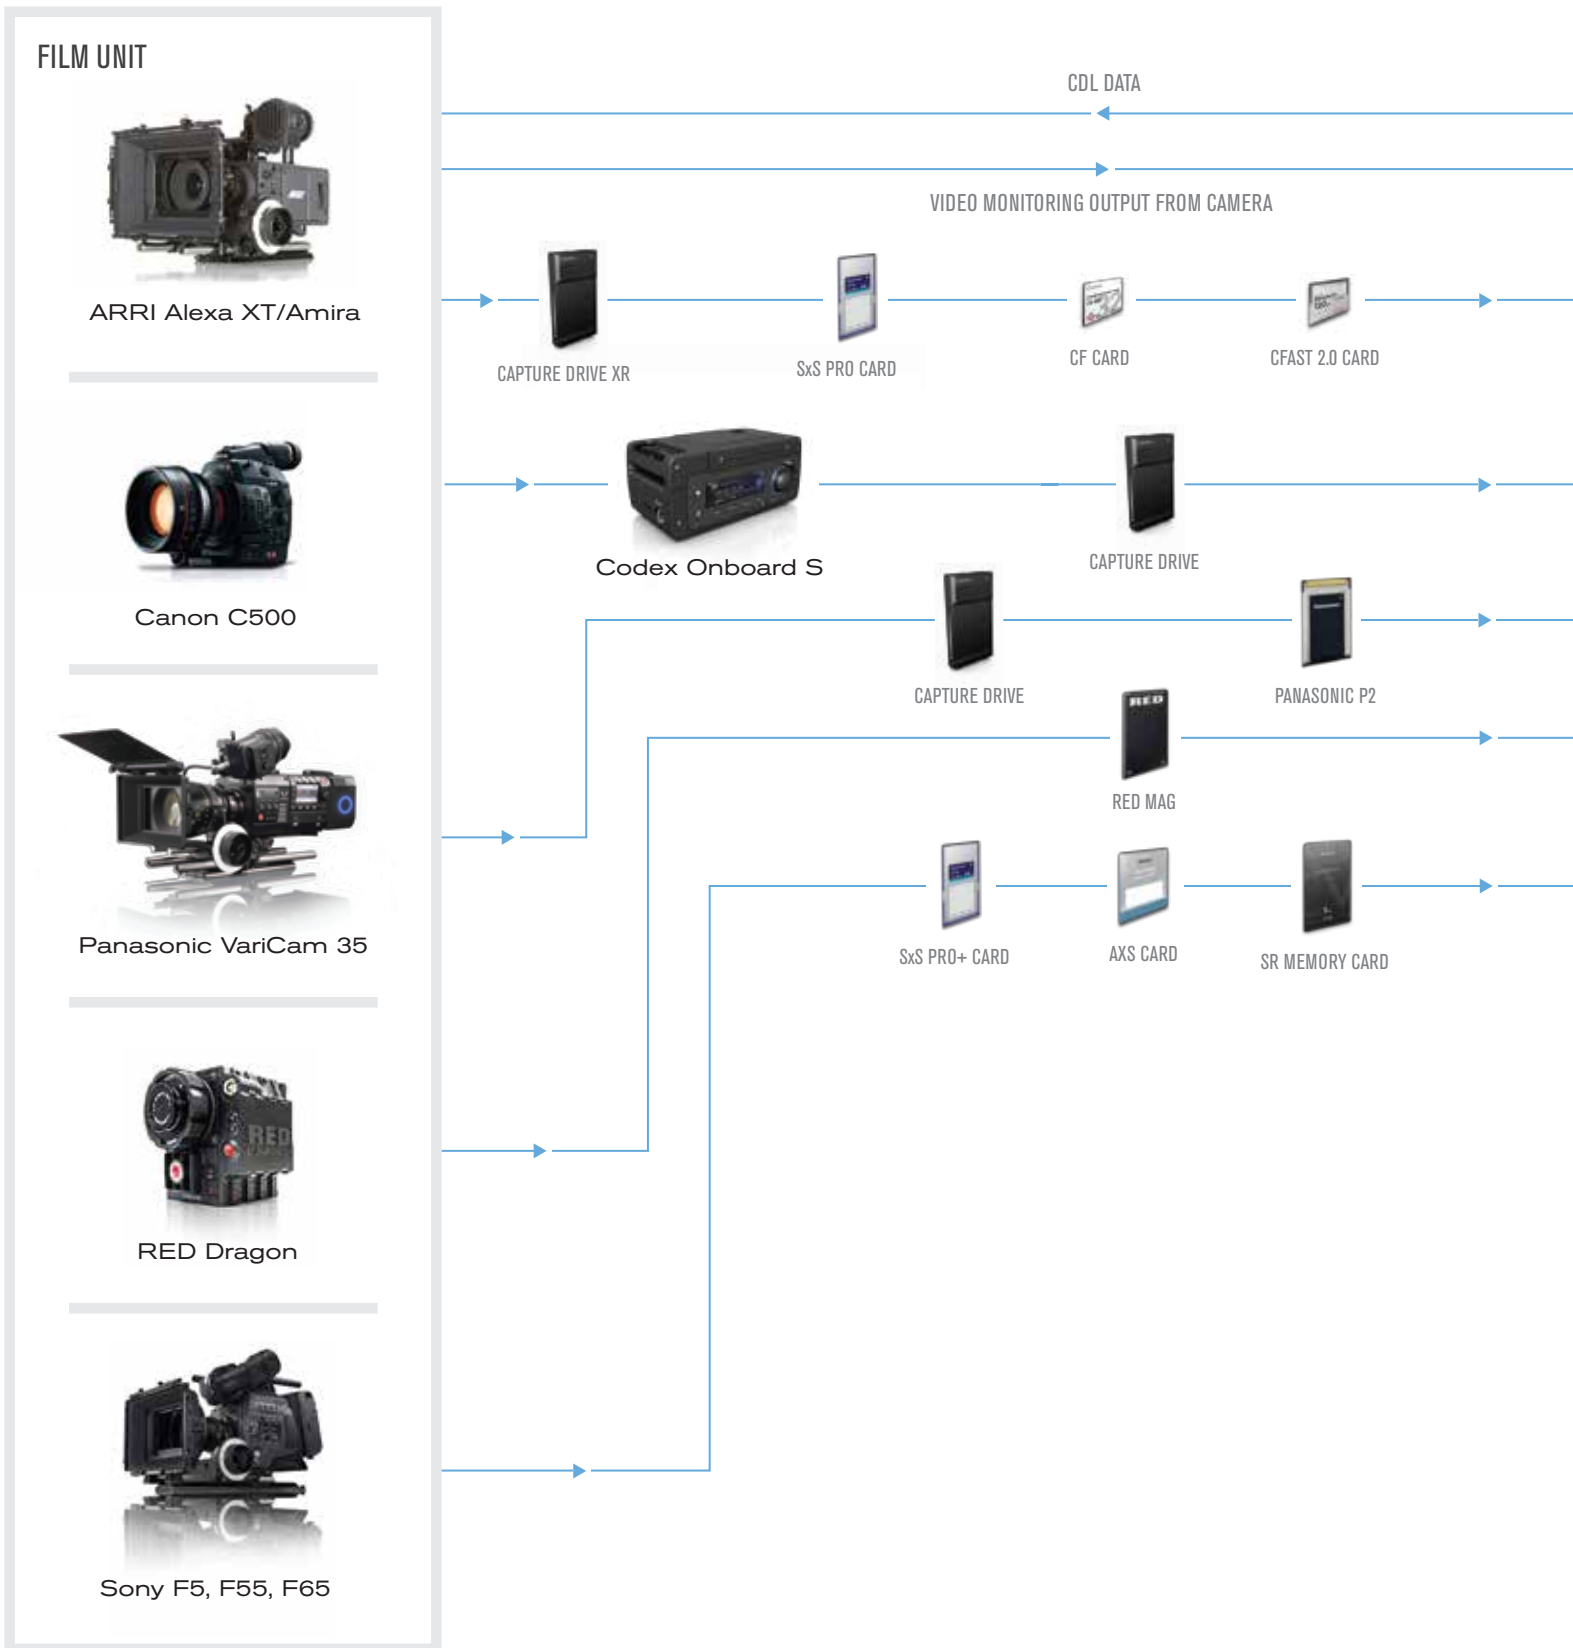 FILM UNIT
CDL DATA
VIDEO MONITORING OUTPUT FROM CAMERA
ARRI Alexa XT/Amira
CAPTURE DRIVE XR
SxS PRO CARD
CF CARD
CFAST 2.0 CARD
Codex Onboard S
CAPTURE DRIVE
Canon C500
CAPTURE DRIVE
PANASONIC P2
RED
RED MAG
Panasonic VariCam 35
SxS PRO+ CARD
AXS CARD
SR MEMORY CARD
RED
RED Dragon
Sony F5, F55, F65